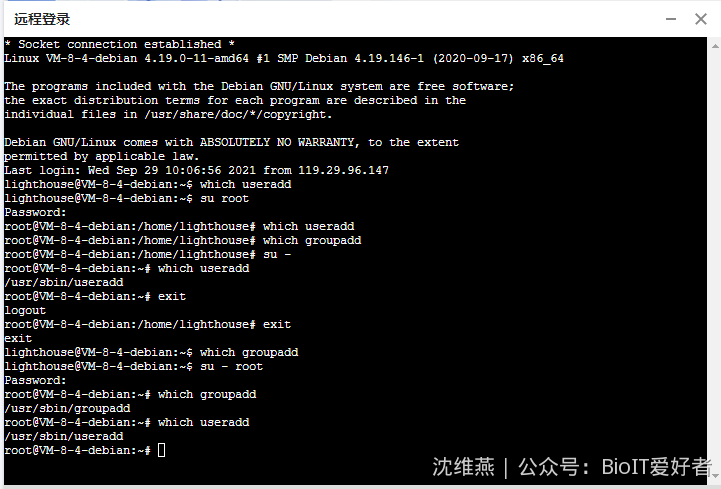 远程登录
* Socket connection established *
Linux VM-8-4-debian 4.19.0-11-amd64 #1 SMP Debian 4.19.146-1 (2020-09-17) x86_64
The programs included with the Debian GNU/Linux system are free software;
the exact distribution terms for each program are described in the
individual files in /usr/share/doc/*/copyright.
Debian GNU/Linux comes with ABSOLUTELY NO WARRANTY, to the extent
permitted by applicable law.
Last login: Wed Sep 29 10:06:56 2021 from 119.29.96.147
lighthouse@VM-8-4-debian:~$ which useradd
lighthouse@VM-8-4-debian:~$ su root
Password:
root@VM-8-4-debian:/home/lighthouse# which useradd
root@VM-8-4-debian:/home/lighthouse# which groupadd
root@VM-8-4-debian:/home/lighthouse# su -
root@VM-8-4-debian:~# which useradd
/usr/sbin/useradd
root@VM-8-4-debian:~# exit
logout
root@VM-8-4-debian:/home/lighthouse# exit
exit
lighthouse@VM-8-4-debian:~$ which groupadd
lighthouse@VM-8-4-debian:~$ su - root
Password:
root@VM-8-4-debian:~# which groupadd
/usr/sbin/groupadd
root@VM-8-4-debian:~# which useradd
/usr/sbin/useradd
root@VM-8-4-debian:~#
沈维燕 | 公众号：BioIT爱好者